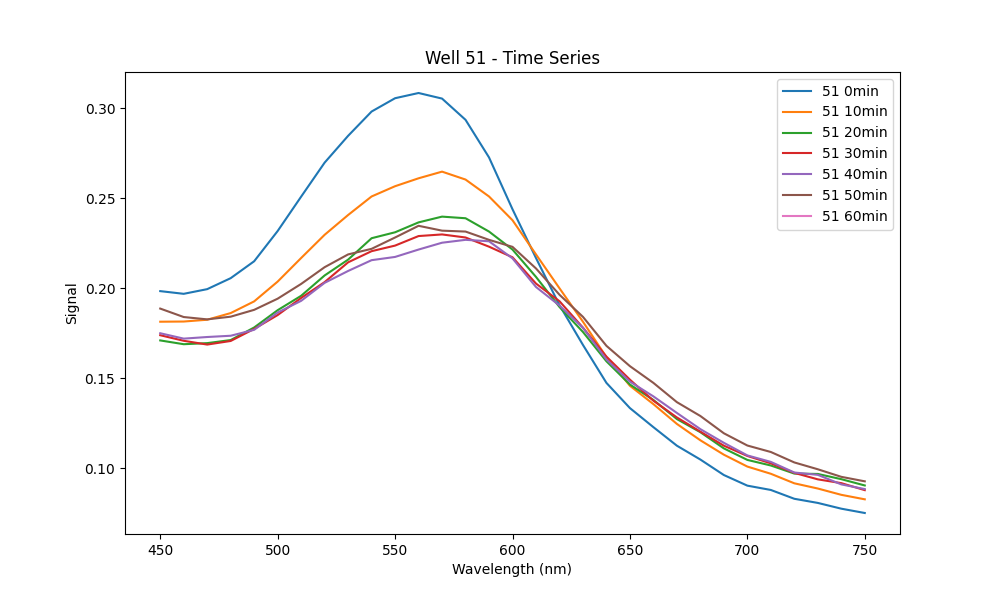 Well 51 - Time Series
0.30
0.25
0.20
0.15
0.10
Signal
450 500 550 600 650 700 750
Wavelength (nm)
51 0min
51 10min
51 20min
51 30min
51 40min
51 50min
51 60min